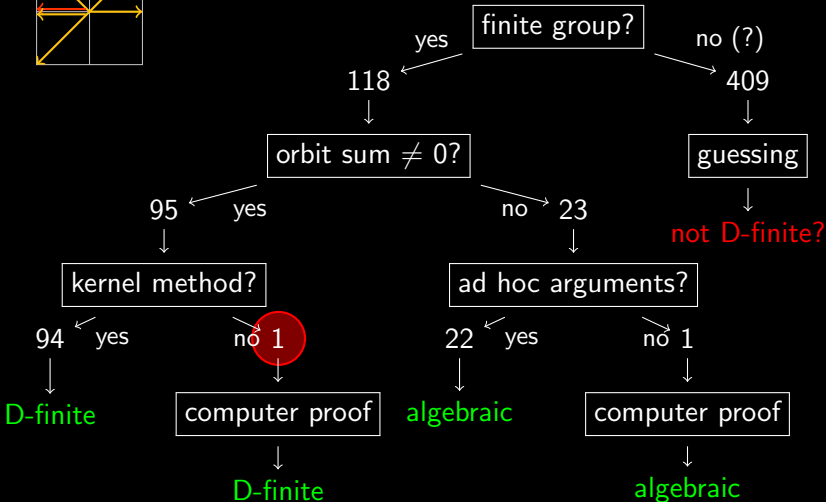 finite group?
yes
no (?)
118
409
orbit sum ≠ 0?
guessing
95
yes
no
23
not D-finite?
kernel method?
ad hoc arguments?
94
yes
no
1
22
yes
no
1
D-finite
computer proof
algebraic
computer proof
D-finite
algebraic